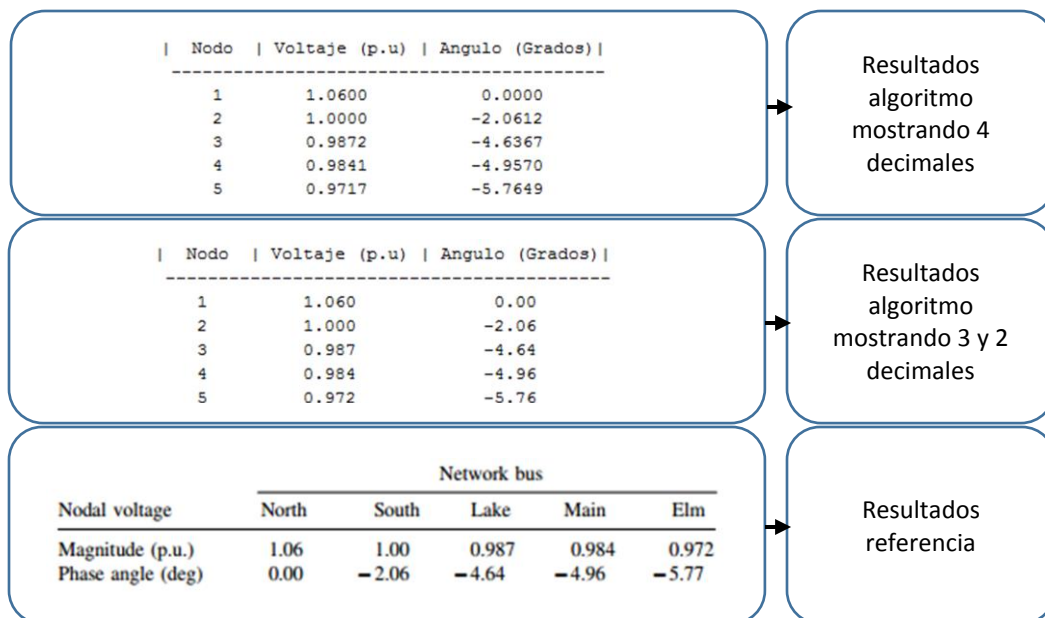 | Nodo | Voltaje (p.u) | Angulo (Grados)|
------------------------------------------
1 1.0600 0.0000
2 1.0000 -2.0612
3 0.9872 -4.6367
4 0.9841 -4.9570
5 0.9717 -5.7649
Resultados
algoritmo
mostrando 4
decimales
| Nodo | Voltaje (p.u) | Angulo (Grados)|
------------------------------------------
1 1.060 0.00
2 1.000 -2.06
3 0.987 -4.64
4 0.984 -4.96
5 0.972 -5.76
Resultados
algoritmo
mostrando 3 y 2
decimales
Network bus
Nodal voltage North South Lake Main Elm
Magnitude (p.u.) 1.06 1.00 0.987 0.984 0.972
Phase angle (deg) 0.00 −2.06 −4.64 −4.96 −5.77
Resultados
referencia